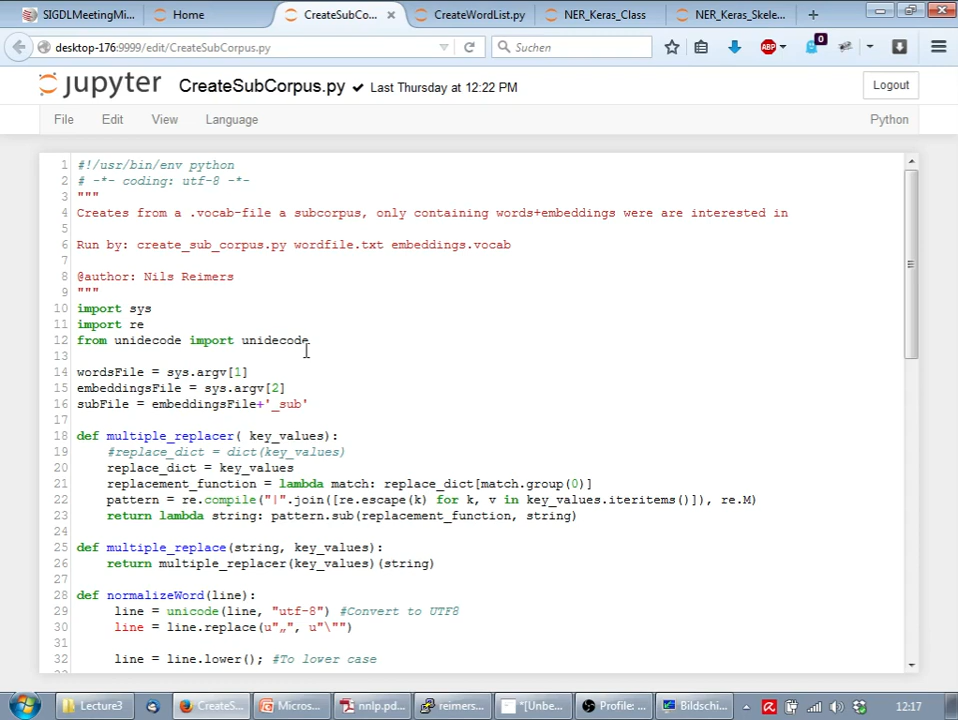 SIGDLMeetingMi...
Home
CreateSubCo...
CreateWordList.py
NER_Keras_Class
NER_Keras_Skele...
desktop-176:9999/edit/CreateSubCorpus.py
Suchen
ABP
0
jupyter
CreateSubCorpus.py ✔ Last Thursday at 12:22 PM
Logout
File Edit View Language
Python
1 #!/usr/bin/env python
2 # -*- coding: utf-8 -*-
3 """
4 Creates from a .vocab-file a subcorpus, only containing words+embeddings were are interested in
5
6 Run by: create_sub_corpus.py wordfile.txt embeddings.vocab
7
8 @author: Nils Reimers
9 """
10 import sys
11 import re
12 from unidecode import unidecode
13
14 wordsFile = sys.argv[1]
15 embeddingsFile = sys.argv[2]
16 subFile = embeddingsFile+'_sub'
17
18 def multiple_replacer( key_values):
19 #replace_dict = dict(key_values)
20 replace_dict = key_values
21 replacement_function = lambda match: replace_dict[match.group(0)]
22 pattern = re.compile("|".join([re.escape(k) for k, v in key_values.iteritems()]), re.M)
23 return lambda string: pattern.sub(replacement_function, string)
24
25 def multiple_replace(string, key_values):
26 return multiple_replacer(key_values)(string)
27
28 def normalizeWord(line):
29 line = unicode(line, "utf-8") #Convert to UTF8
30 line = line.replace(u"„", u"\"")
31
32 line = line.lower(); #To lower case
Lecture3
CreateS...
Micros...
nnlp.pd...
reimers...
*[Unbe...
Profile: ...
Bildschi...
12:17